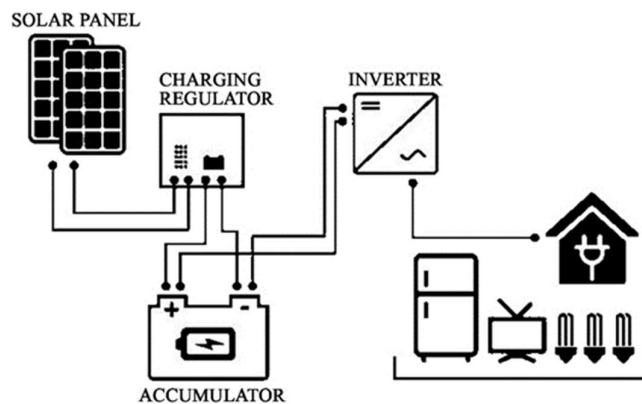 SOLAR PANEL
CHARGING
REGULATOR
INVERTER
+ -
ACCUMULATOR